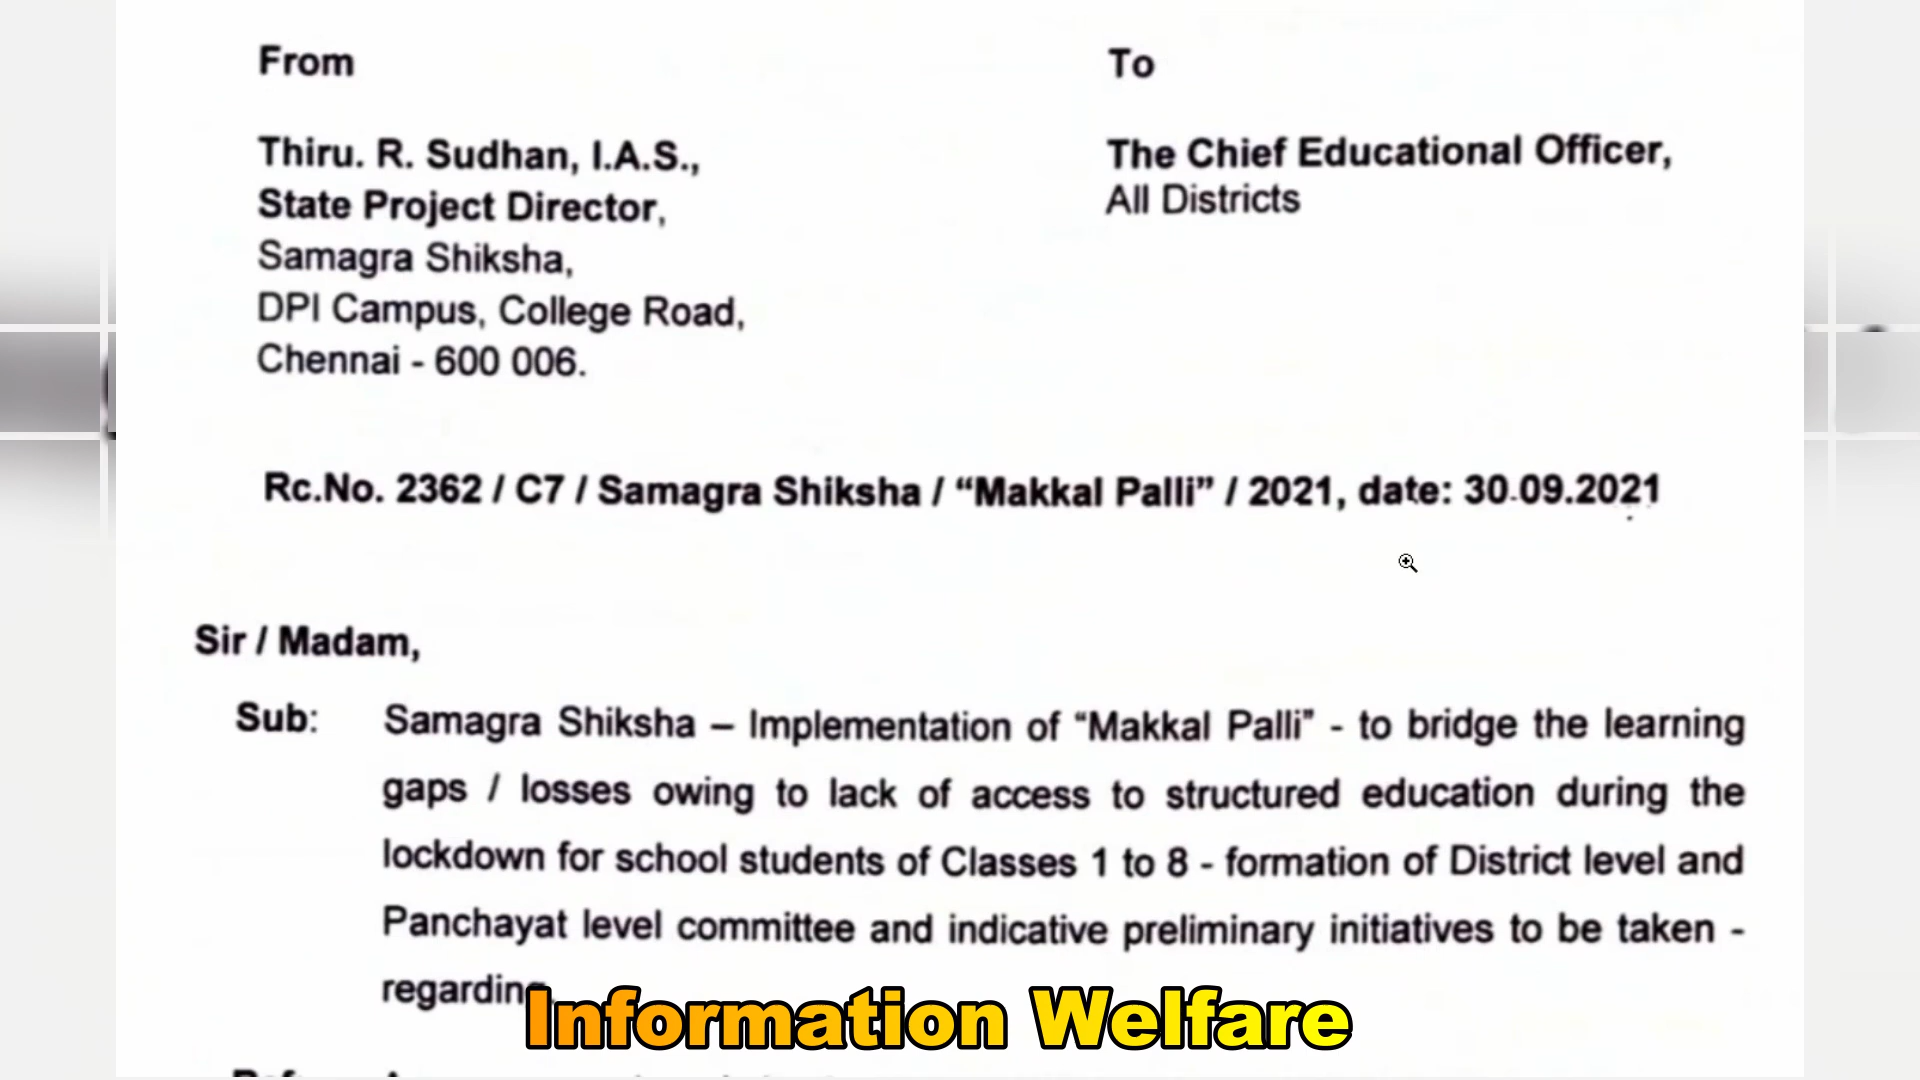 From
To
Thiru. R. Sudhan, I.A.S.,
State Project Director,
Samagra Shiksha,
DPI Campus, College Road,
Chennai - 600 006.
The Chief Educational Officer,
All Districts
Rc.No. 2362 / C7 / Samagra Shiksha / “Makkal Palli” / 2021, date: 30.09.2021
Sir / Madam,
Sub: Samagra Shiksha – Implementation of “Makkal Palli” - to bridge the learning
gaps / losses owing to lack of access to structured education during the
lockdown for school students of Classes 1 to 8 - formation of District level and
Panchayat level committee and indicative preliminary initiatives to be taken -
regarding.
Information Welfare